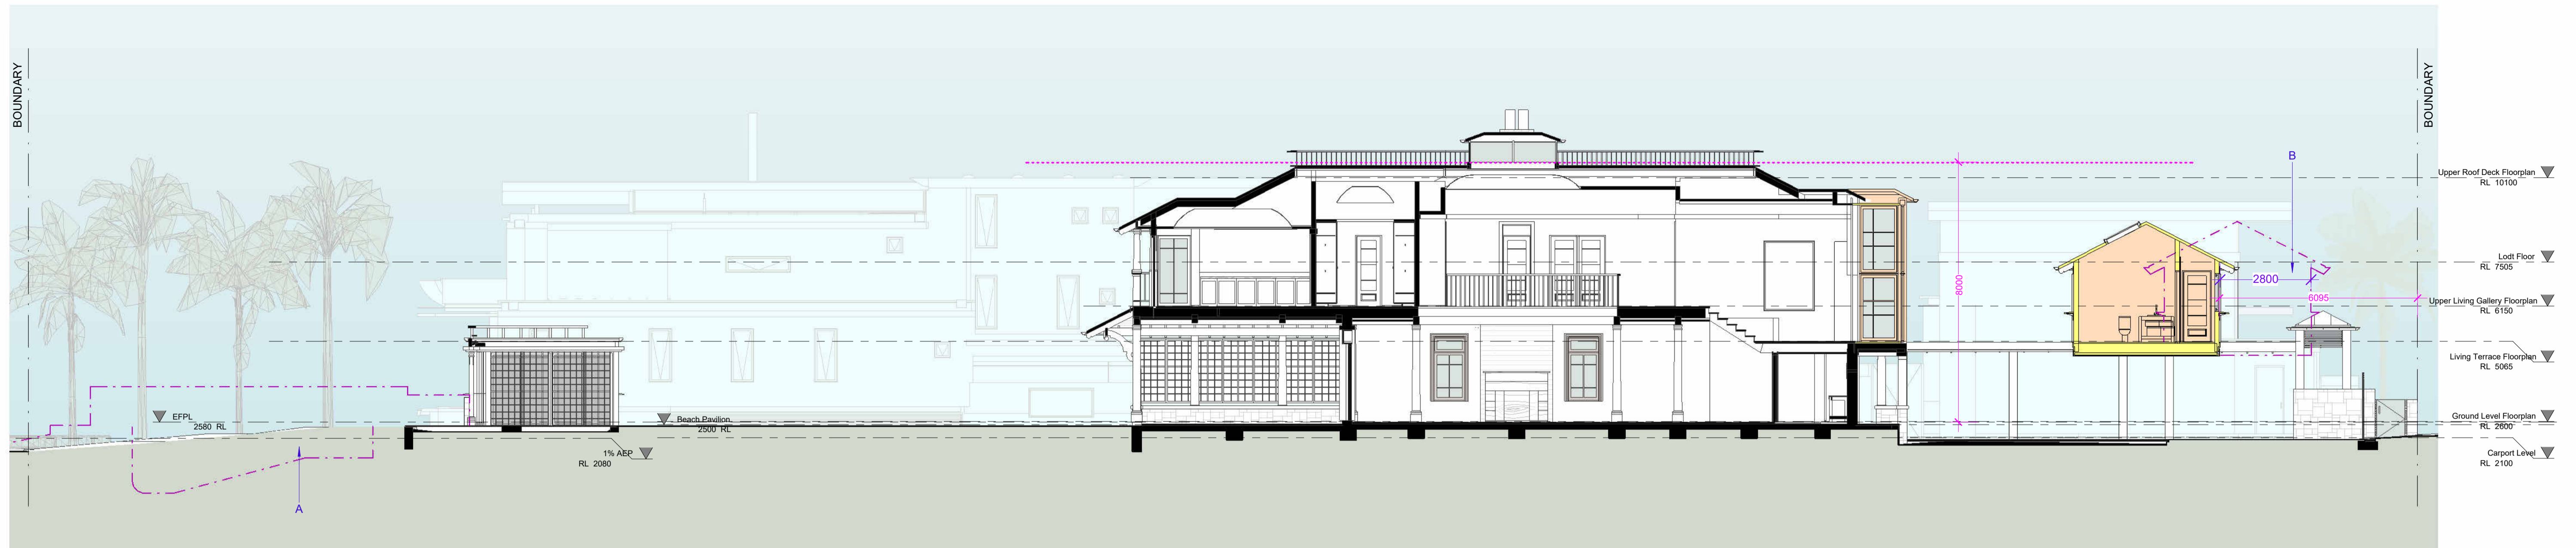 BOUNDARY
BOUNDARY
B
Upper Roof Deck Floorplan
RL 10100
Lodt Floor
RL 7505
2800
8000
6095
Upper Living Gallery Floorplan
RL 6150
Living Terrace Floorplan
RL 5065
EFPL
2580 RL
Beach Pavilion
2500 RL
Ground Level Floorplan
RL 2600
1% AEP
RL 2080
Carport Level
RL 2100
A